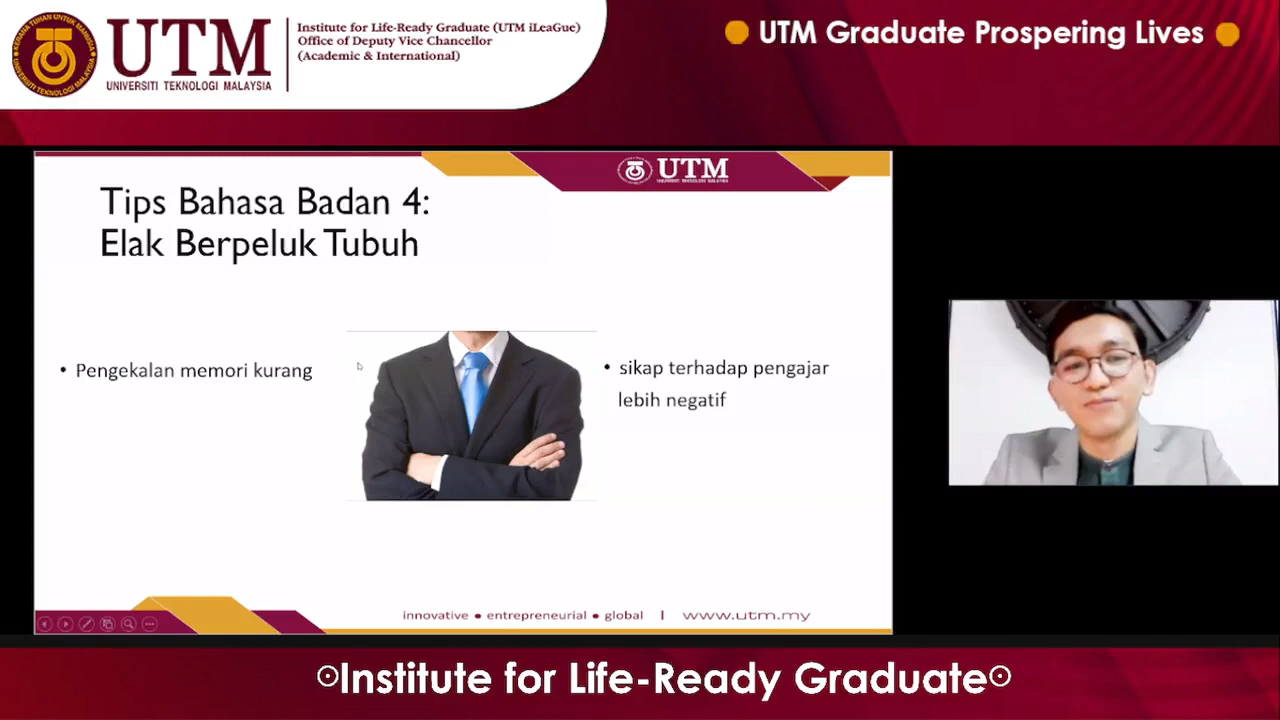 UTM
UNIVERSITI TEKNOLOGI MALAYSIA
Institute for Life-Ready Graduate (UTM iLeaGue)
Office of Deputy Vice Chancellor
(Academic & International)
UTM Graduate Prospering Lives
UTM
Tips Bahasa Badan 4:
Elak Berpeluk Tubuh
• Pengekalan memori kurang
• sikap terhadap pengajar
lebih negatif
innovative ● entrepreneurial ● global | www.utm.my
Institute for Life-Ready Graduate